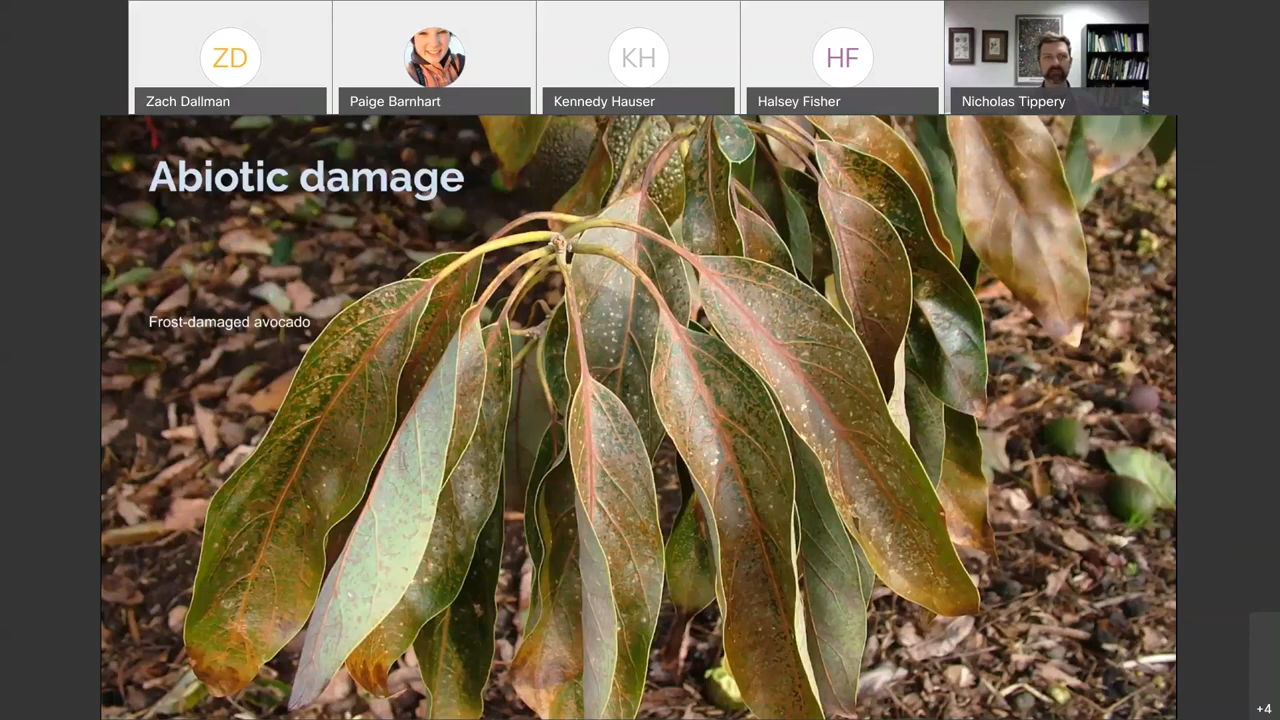 ZD
KH
HF
Zach Dallman
Paige Barnhart
Kennedy Hauser
Halsey Fisher
Nicholas Tippery
Abiotic damage
Frost-damaged avocado
+4